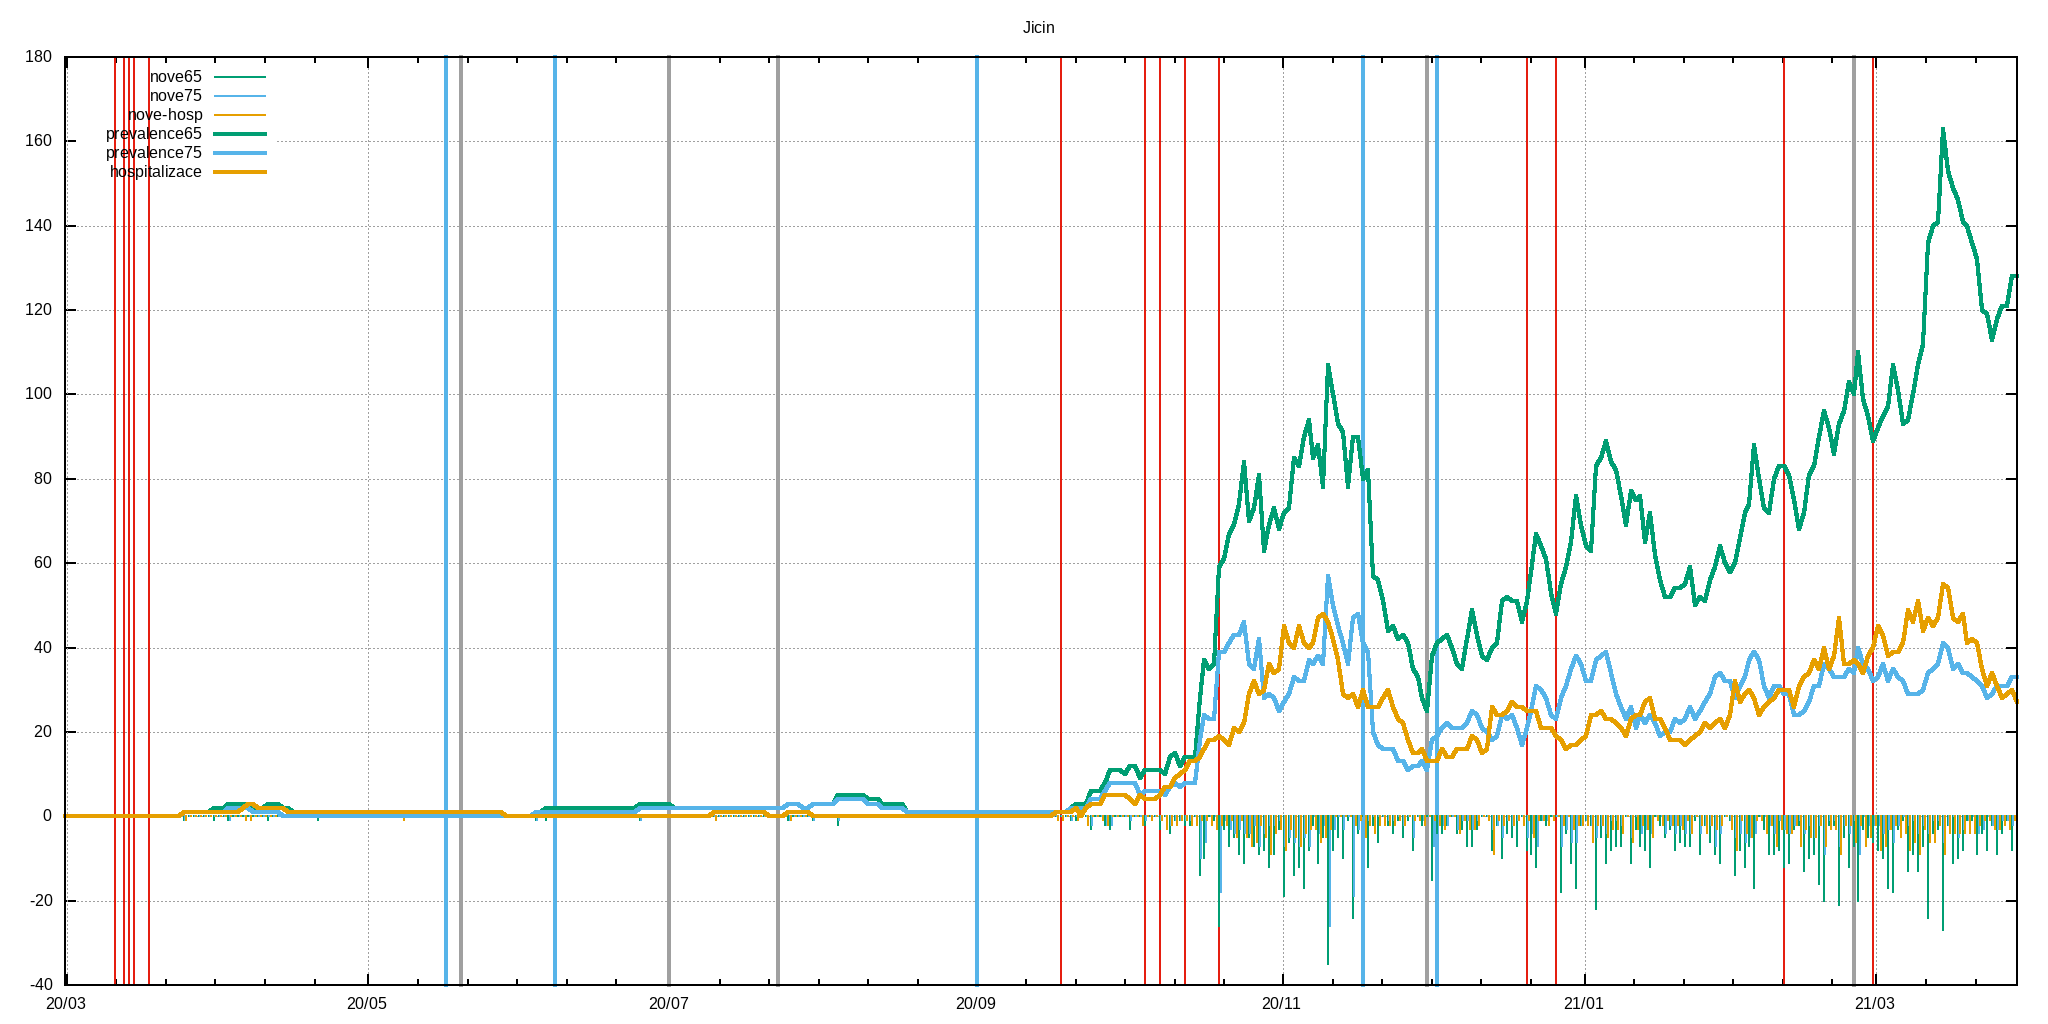 Jicin
180
160
140
120
100
80
60
40
20
0
-20
-40
nove65
nove75
nove-hosp
prevalence65
prevalence75
hospitalizace
20/03 20/05 20/07 20/09 20/11 21/01 21/03